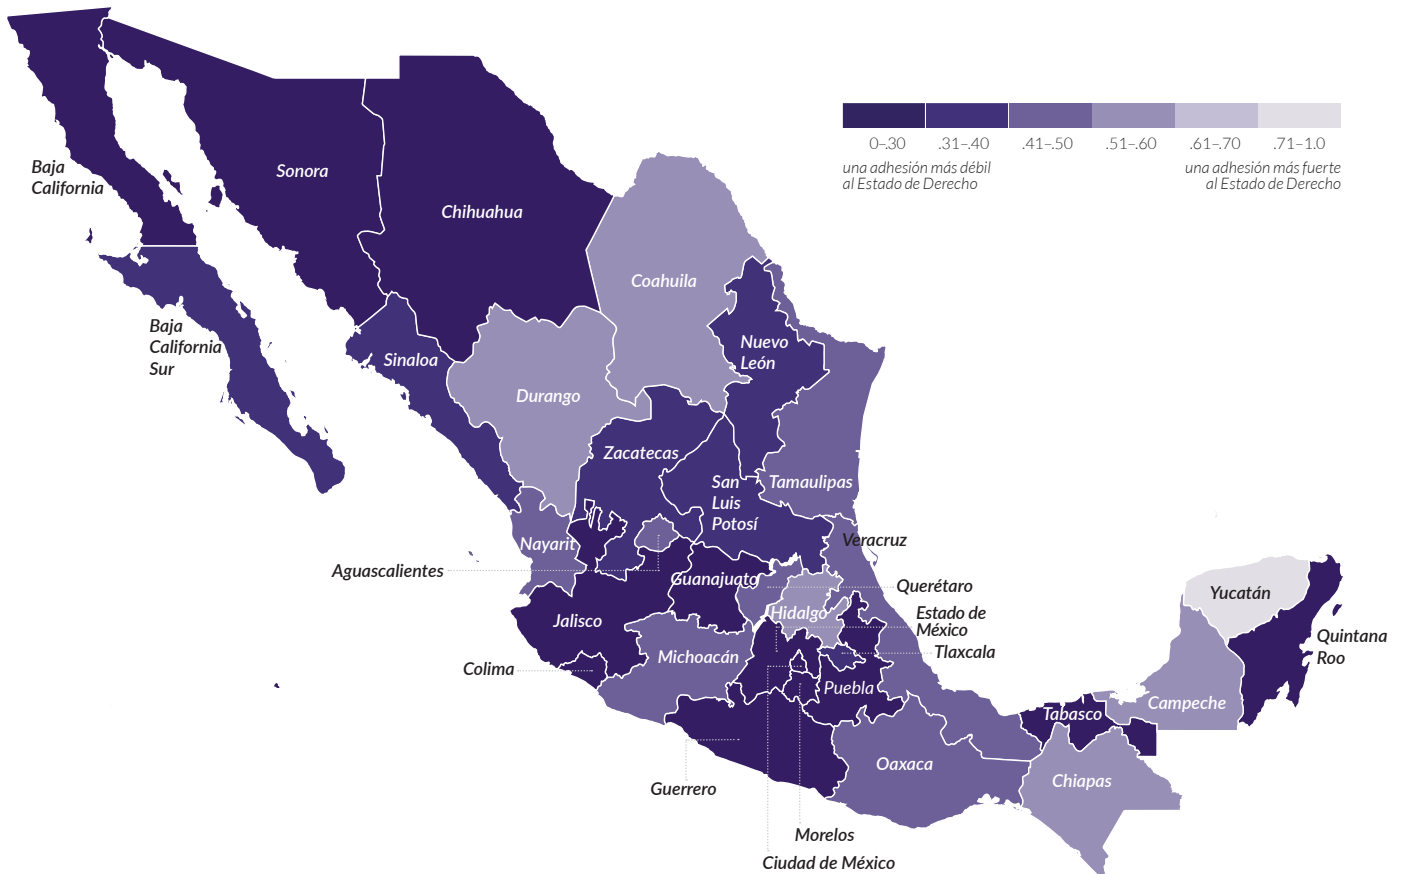 0–.30 .31–.40 .41–.50 .51–.60 .61–.70 .71–1.0
una adhesión más débil
al Estado de Derecho
una adhesión más fuerte
al Estado de Derecho
Baja
California
Sonora
Chihuahua
Coahuila
Baja
California
Sur
Sinaloa
Nuevo
León
Durango
Zacatecas
San
Luis
Potosí
Tamaulipas
Nayarit
Veracruz
Aguascalientes
Guanajuato
Querétaro
Yucatán
Jalisco
Hidalgo
Estado de
México
Quintana
Roo
Tlaxcala
Colima
Michoacán
Puebla
Campeche
Tabasco
Oaxaca
Chiapas
Guerrero
Morelos
Ciudad de México